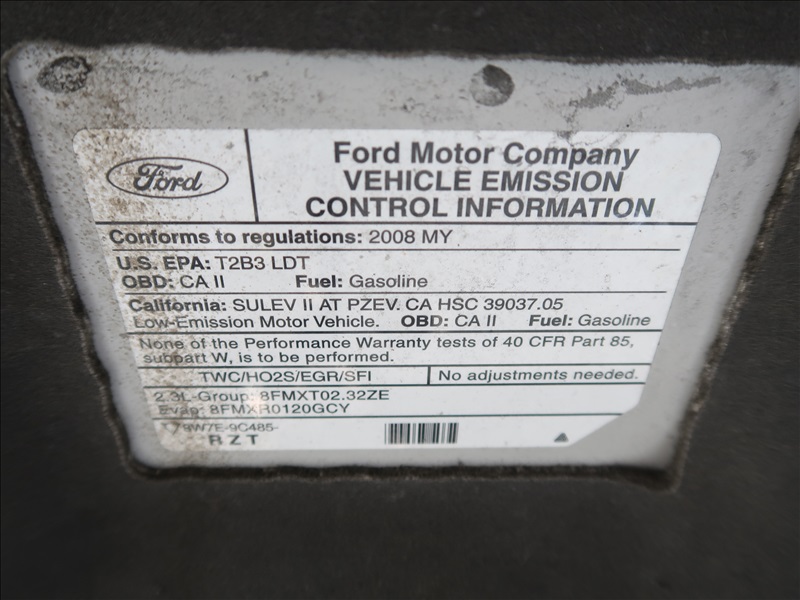 Ford
Ford Motor Company
VEHICLE EMISSION
CONTROL INFORMATION
Conforms to regulations: 2008 MY
U.S. EPA: T2B3 LDT
OBD: CA II Fuel: Gasoline
California: SULEV II AT PZEV. CA HSC 39037.05
Low-Emission Motor Vehicle. OBD: CA II Fuel: Gasoline
None of the Performance Warranty tests of 40 CFR Part 85,
subpart W, is to be performed.
TWC/HO2S/EGR/SFI No adjustments needed.
2.3L-Group: 8FMXT02.32ZE
Evap: 8FMXR0120GCY
RZT